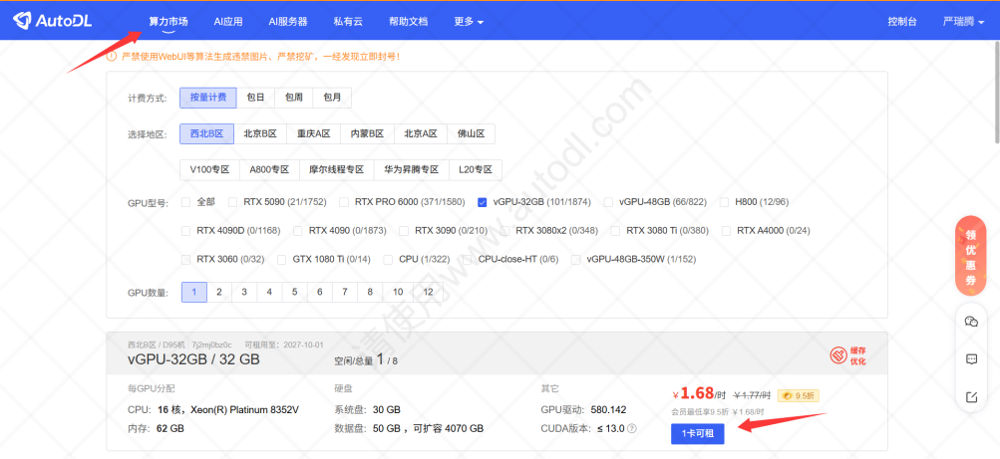 AutoDL 算力市场 AI应用 AI服务器 私有云 帮助文档 更多 控制台 严瑞腾
严禁使用WebUI等算法生成违禁图片、严禁挖矿，一经发现立即封号！
计费方式: 按量计费 包日 包周 包月
选择地区: 西北B区 北京B区 重庆A区 内蒙B区 北京A区 佛山区
V100专区 A800专区 摩尔线程专区 华为昇腾专区 L20专区
GPU型号: 全部 RTX 5090 (21/1752) RTX PRO 6000 (371/1580) vGPU-32GB (101/1874) vGPU-48GB (66/822) H800 (12/96)
RTX 4090D (0/1168) RTX 4090 (0/1873) RTX 3090 (0/210) RTX 3080x2 (0/348) RTX 3080 Ti (0/380) RTX A4000 (0/24)
RTX 3060 (0/32) GTX 1080 Ti (0/14) CPU (1/322) CPU-close-HT (0/6) vGPU-48GB-350W (1/152)
GPU数量: 1 2 3 4 5 6 7 8 10 12
领优惠券
请使用www.autodl.com
西北B区 / D95机 7j2mj0bz0c 可租用至: 2027-10-01
vGPU-32GB / 32 GB 空闲/总量 1 / 8
缓存优化
每GPU分配 硬盘 其它
¥1.68/时 ¥1.77/时 9.5折
CPU: 16 核, Xeon(R) Platinum 8352V 系统盘: 30 GB GPU驱动: 580.142
会员最低享9.5折 ¥1.68/时
内存: 62 GB 数据盘: 50 GB ，可扩容 4070 GB CUDA版本: ≤ 13.0
1卡可租